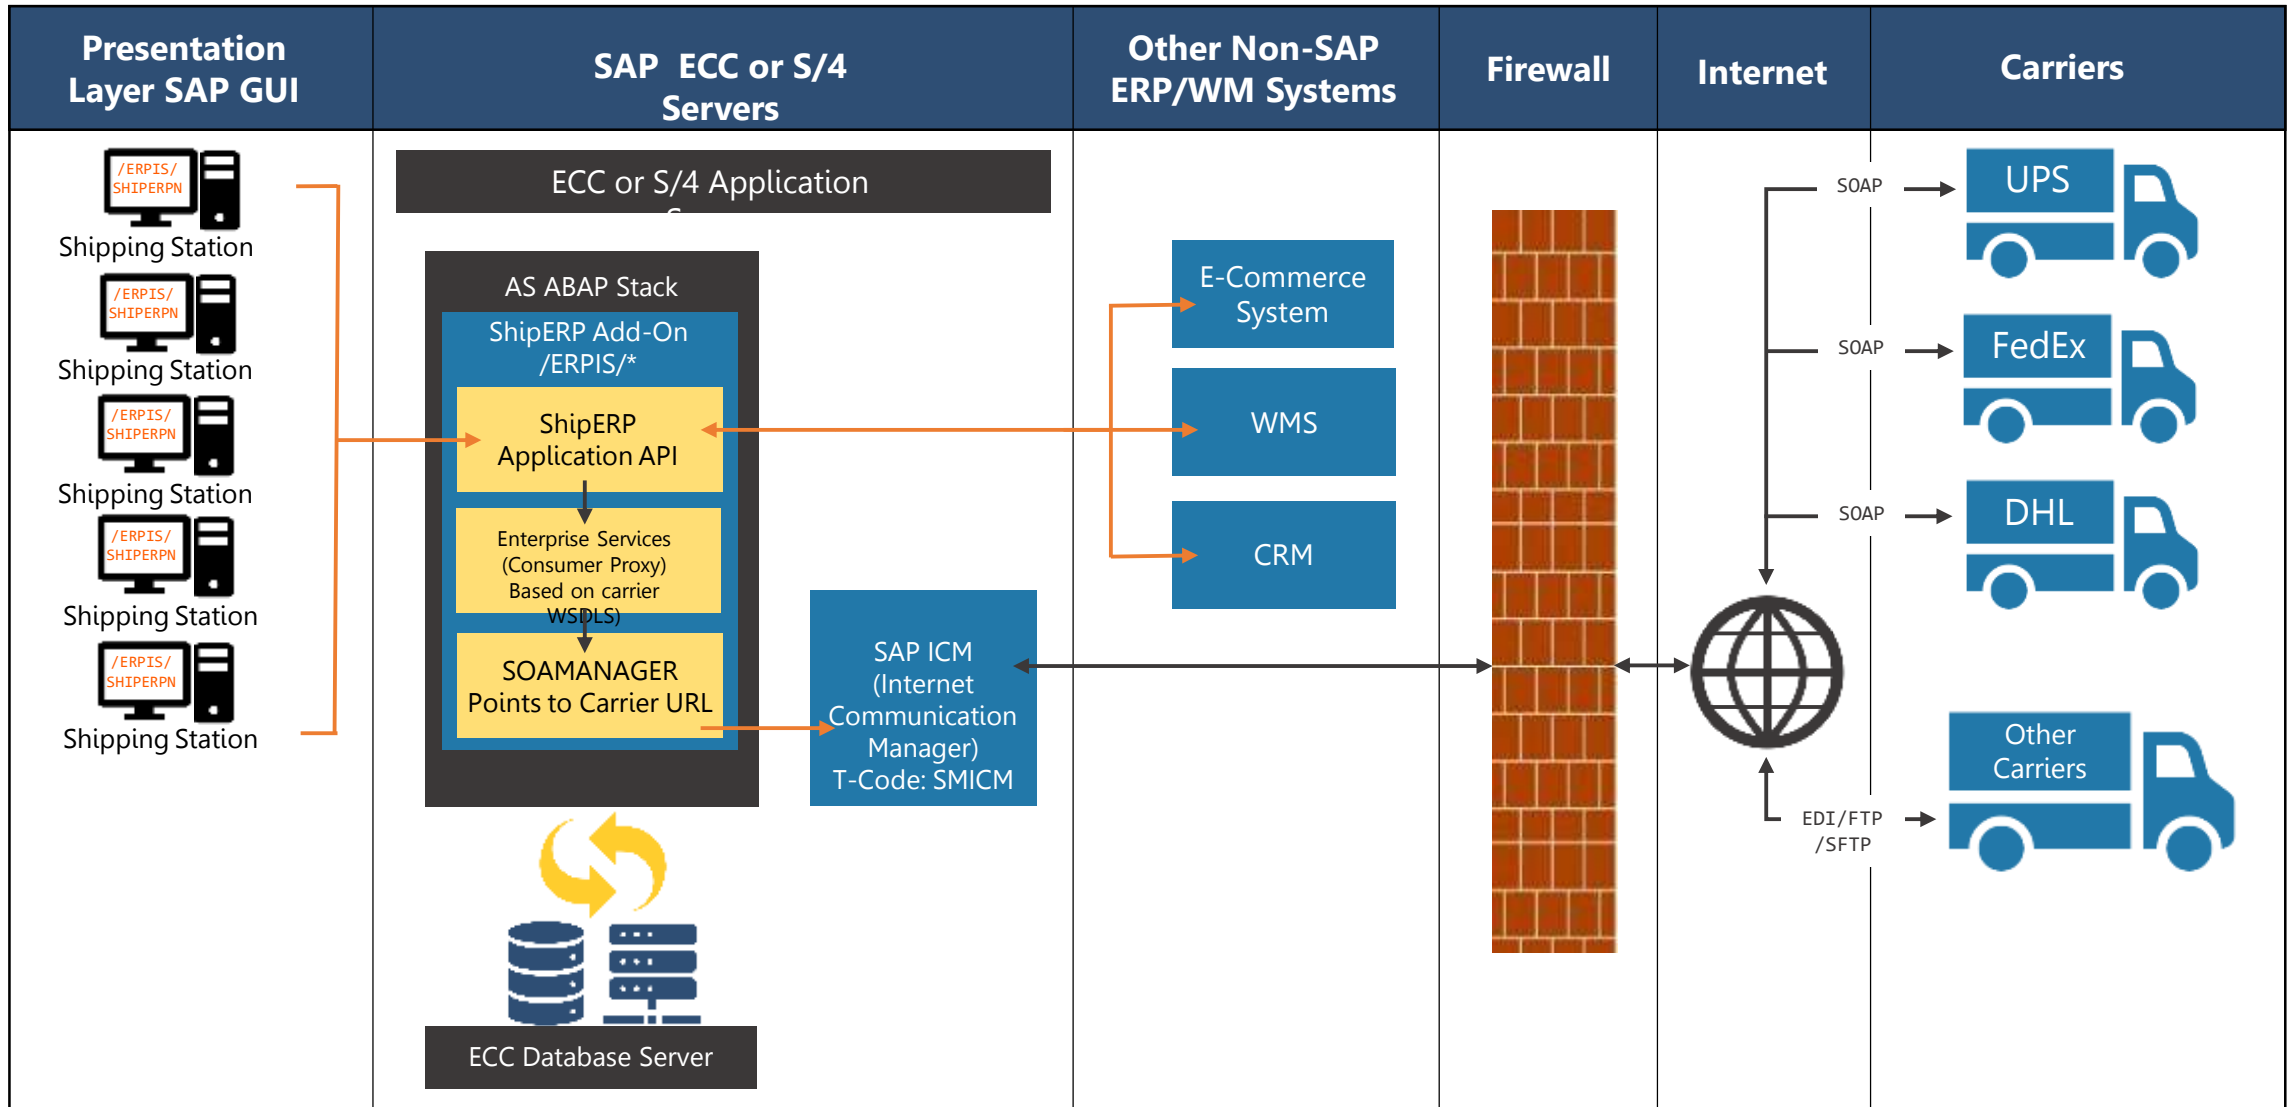 Presentation
Layer SAP GUI
SAP ECC or S/4
Servers
Other Non-SAP
ERP/WM Systems
Firewall
Internet
Carriers
/ERPIS/
SHIPERPN
Shipping Station
/ERPIS/
SHIPERPN
Shipping Station
/ERPIS/
SHIPERPN
Shipping Station
/ERPIS/
SHIPERPN
Shipping Station
/ERPIS/
SHIPERPN
Shipping Station
ECC or S/4 Application
AS ABAP Stack
ShipERP Add-On
/ERPIS/*
ShipERP
Application API
Enterprise Services
(Consumer Proxy)
Based on carrier
WSDLS)
SOAMANAGER
Points to Carrier URL
SAP ICM
(Internet
Communication
Manager)
T-Code: SMICM
ECC Database Server
E-Commerce
System
WMS
CRM
SOAP
UPS
SOAP
FedEx
SOAP
DHL
EDI/FTP
/SFTP
Other
Carriers